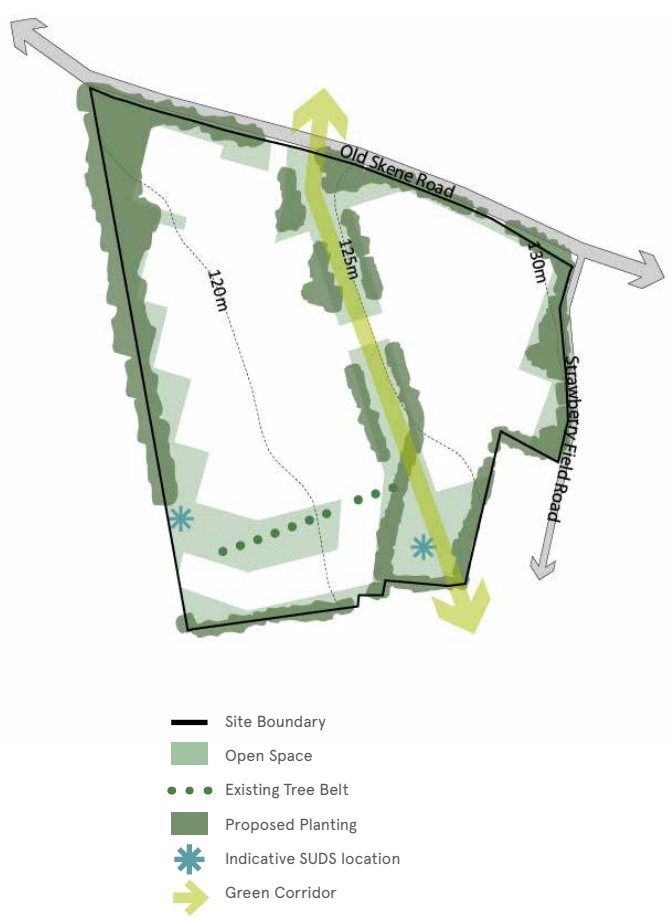 Old Skene Road
125m
130m
120m
Strawberry Field Road
Site Boundary
Open Space
Existing Tree Belt
Proposed Planting
Indicative SUDS location
Green Corridor